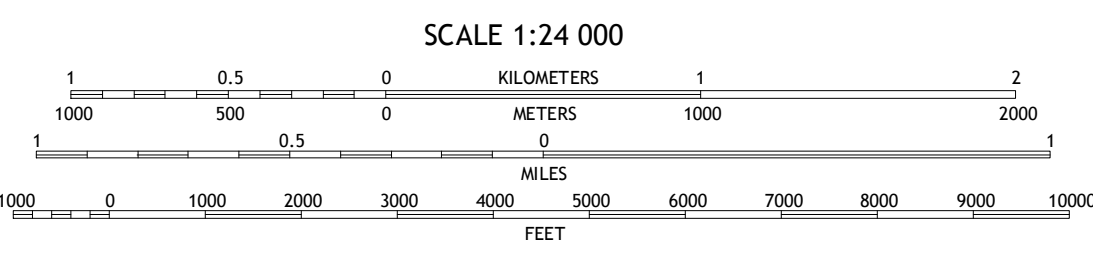 SCALE 1:24 000
1 0.5 0 KILOMETERS 1 2
1000 500 0 METERS 1000 2000
1 0.5 0 1
MILES
1000 0 1000 2000 3000 4000 5000 6000 7000 8000 9000 10000
FEET